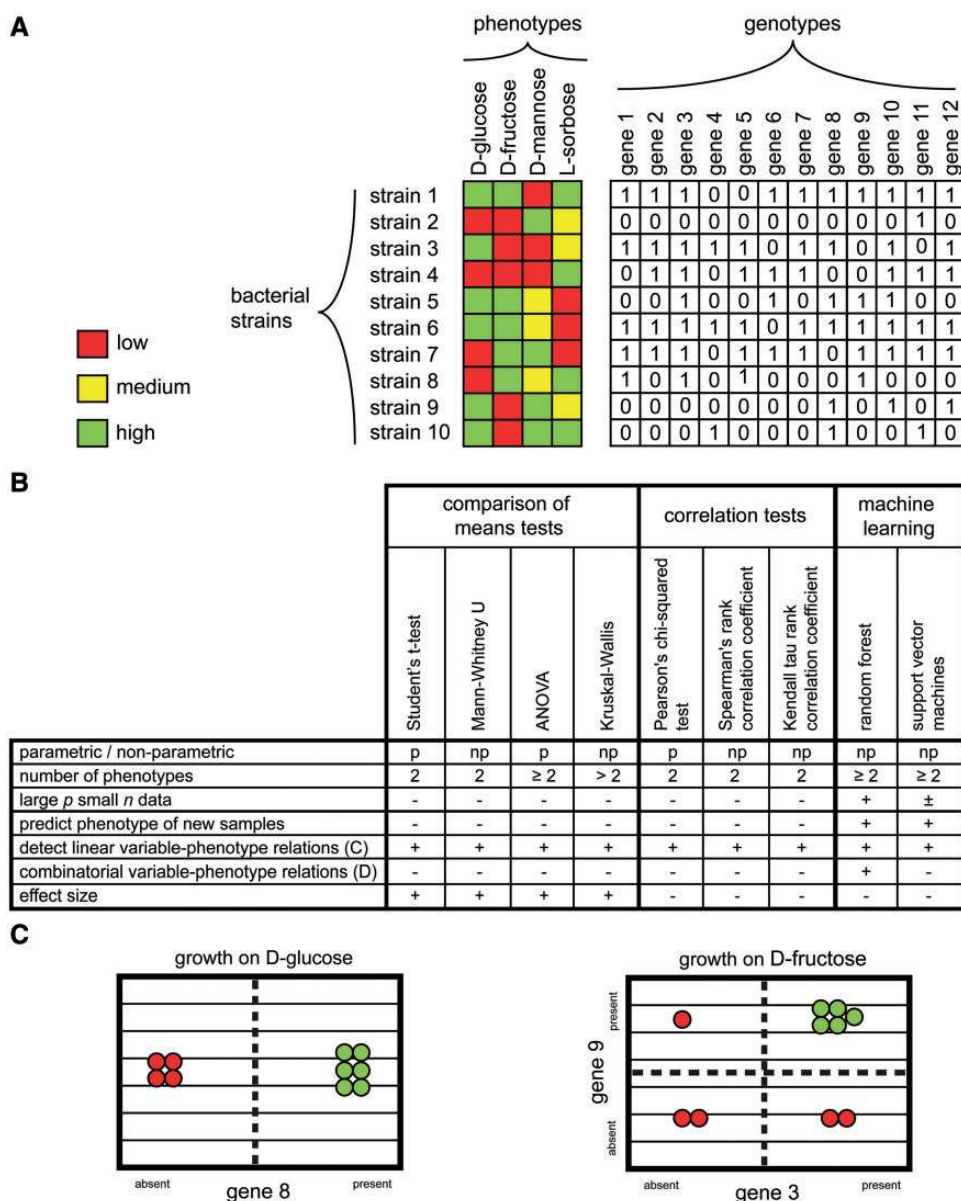 A
phenotypes
genotypes
D-glucose
D-fructose
D-mannose
L-sorbose
gene 1
gene 2
gene 3
gene 4
gene 5
gene 6
gene 7
gene 8
gene 9
gene 10
gene 11
gene 12
bacterial
strains
low
medium
high
strain 1 1 1 1 0 0 1 1 1 1 1 1 1
strain 2 0 0 0 0 0 0 0 0 0 0 1 0
strain 3 1 1 1 1 1 0 1 1 1 1 0 1
strain 4 0 1 1 0 1 1 1 0 1 1 1 1
strain 5 0 0 1 0 0 1 0 1 1 1 1 0
strain 6 1 1 1 1 1 0 1 1 1 1 1 1
strain 7 1 1 1 0 1 1 1 0 1 1 1 1
strain 8 1 0 1 0 1 0 0 0 1 0 0 0
strain 9 0 0 0 0 0 0 0 1 0 1 0 1
strain 10 0 0 0 1 0 0 0 1 0 0 1 0
B
comparison of
means tests
correlation tests
machine
learning
Student's t-test
Mann-Whitney U
ANOVA
Kruskal-Wallis
Pearson's chi-squared
test
Spearman's rank
correlation coefficient
Kendall tau rank
correlation coefficient
random forest
support vector
machines
parametric / non-parametric p np p np p np np np np
number of phenotypes 2 2 ≥ 2 > 2 2 2 2 ≥ 2 ≥ 2
large p small n data - - - - - - - + ±
predict phenotype of new samples - - - - - - - + +
detect linear variable-phenotype relations (C) + + + + + + + + +
combinatorial variable-phenotype relations (D) - - - - - - - + -
effect size + + + + - - - - -
C
growth on D-glucose
absent
gene 8
present
growth on D-fructose
present
gene 9
absent
absent
gene 3
present